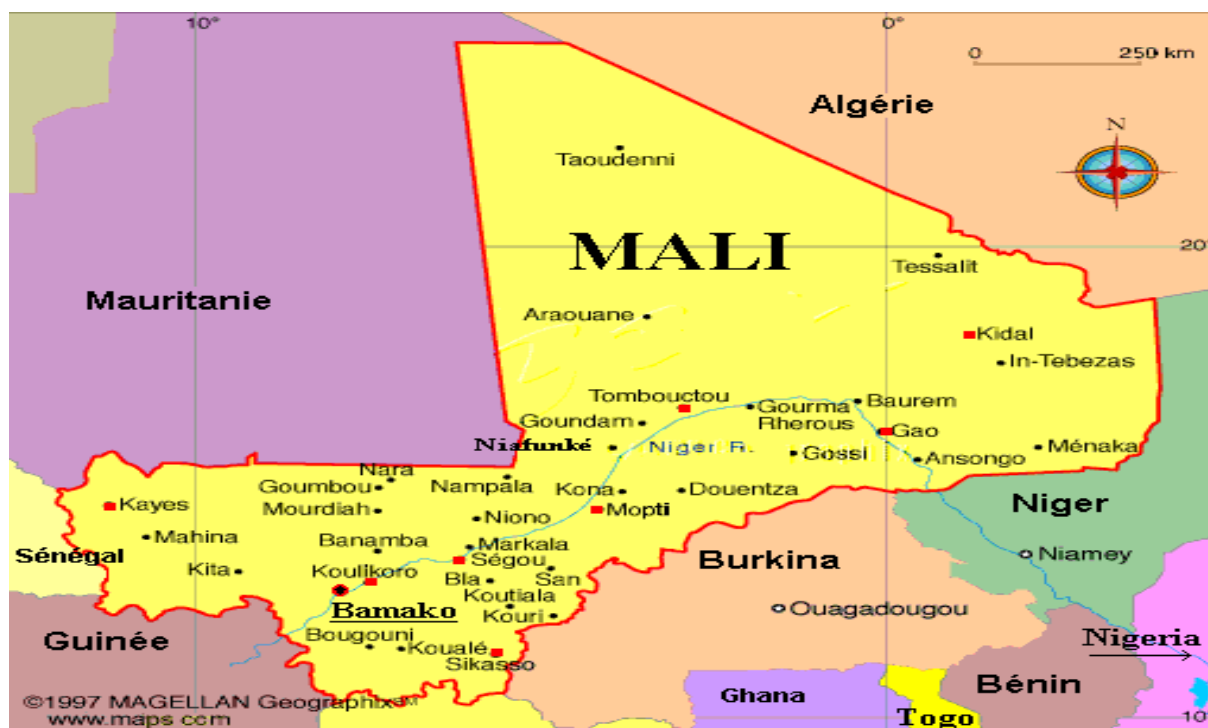 10°
0°
0 250 km
Algérie
N
Taoudenni
MALI
20°
Tessalit
Mauritanie
Araouane
Kidal
In-Tebezas
Tombouctou
Baurem
Goundam
Gourma
Rherous
Gao
Niafunké
Niger R.
Gossi
Ansongo
Ménaka
Nara
Goumbou
Nampala
Kona
Douentza
Niger
Kayes
Mourdiah
Niono
Mopti
Mahina
Banamba
Markala
Sénégal
Ségou
Burkina
Niamey
Kita
Koulikoro
Bla
San
Bamako
Koutiala
Kouri
Ouagadougou
Guinée
Bougouni
Koualé
Sikasso
Nigeria
Ghana
Bénin
Togo
©1997 MAGELLAN Geographix℠
www.maps.com
10°